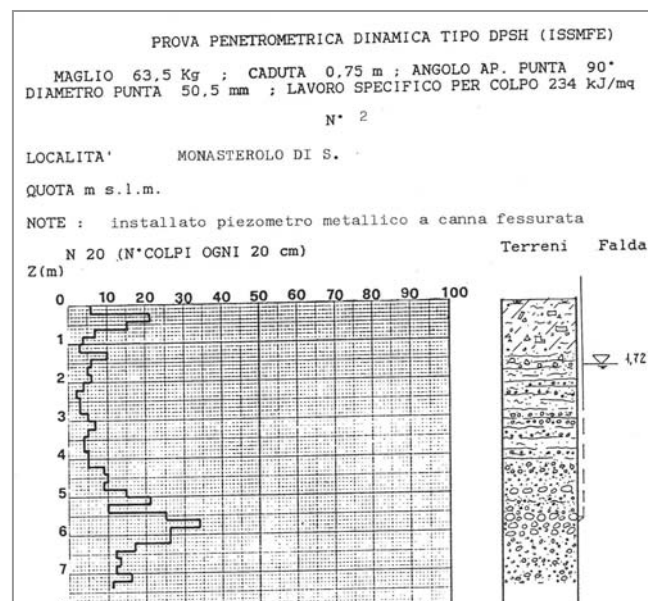 PROVA PENETROMETRICA DINAMICA TIPO DPSH (ISSMFE)
MAGLIO 63,5 Kg ; CADUTA 0,75 m ; ANGOLO AP. PUNTA 90°
DIAMETRO PUNTA 50,5 mm ; LAVORO SPECIFICO PER COLPO 234 kJ/mq
N° 2
LOCALITA' MONASTEROLO DI S.
QUOTA m s.l.m.
NOTE : installato piezometro metallico a canna fessurata
N 20 (N°COLPI OGNI 20 cm) Terreni Falda
Z(m)
0 10 20 30 40 50 60 70 80 90 100
1
1,72
2
3
4
5
6
7